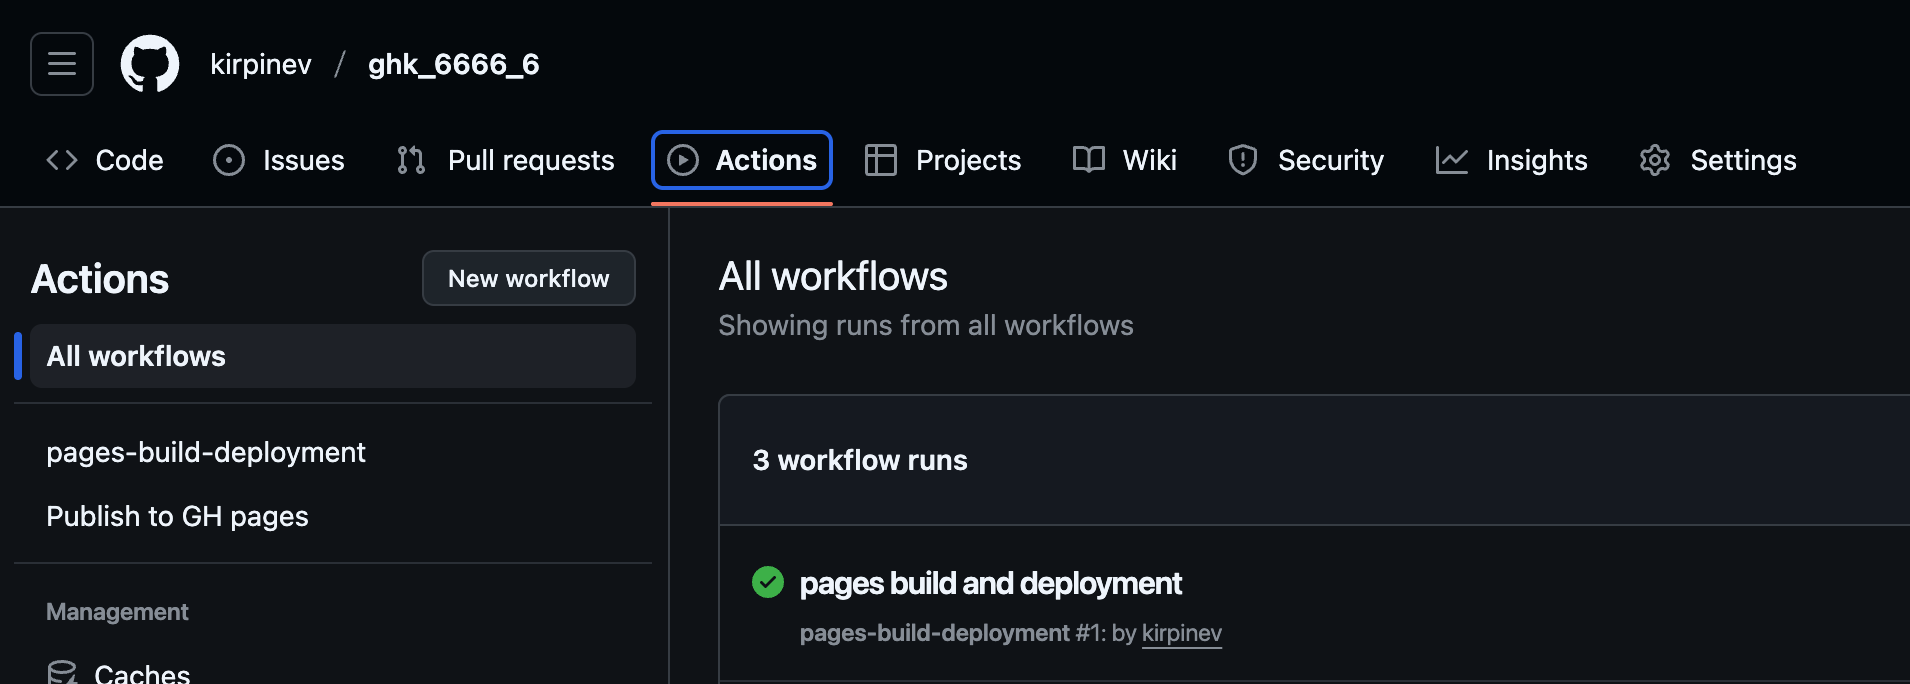 kirpinev / ghk_6666_6
Code Issues Pull requests Actions Projects Wiki Security Insights Settings
Actions
New workflow
All workflows
pages-build-deployment
Publish to GH pages
Management
Caches
All workflows
Showing runs from all workflows
3 workflow runs
pages build and deployment
pages-build-deployment #1: by kirpinev